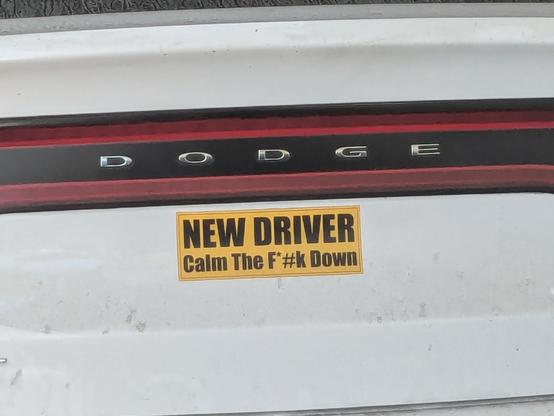 DODGE
NEW DRIVER
Calm The F*#k Down